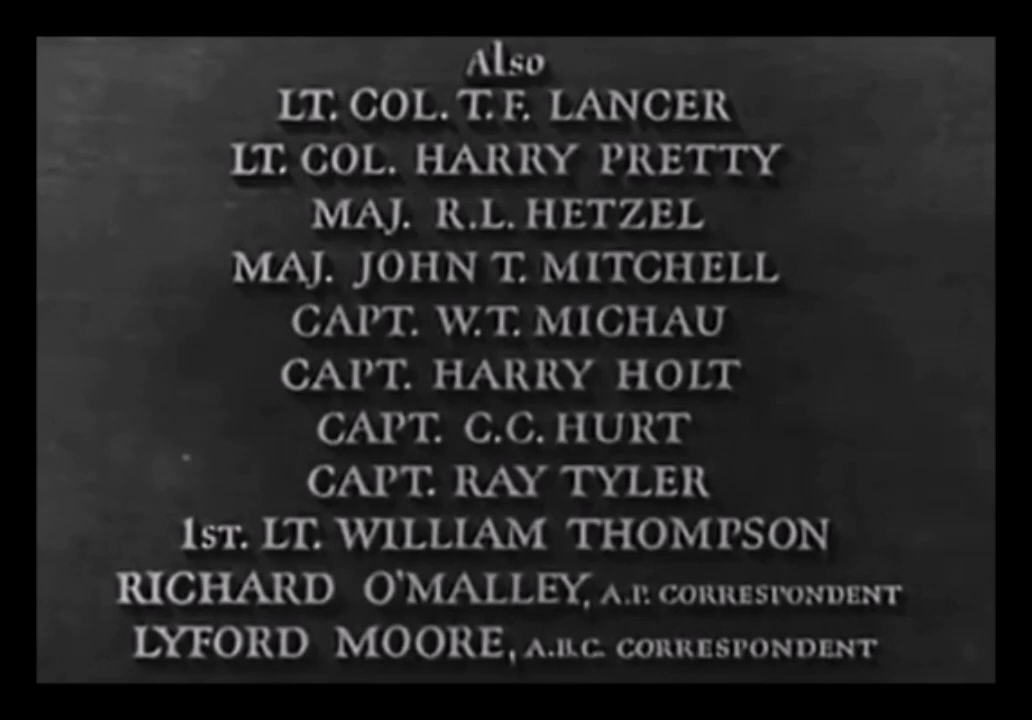 Also
LT. COL. T. F. LANCER
LT. COL. HARRY PRETTY
MAJ. R.L. HETZEL
MAJ. JOHN T. MITCHELL
CAPT. W.T. MICHAU
CAPT. HARRY HOLT
CAPT. C.C. HURT
CAPT. RAY TYLER
1ST. LT. WILLIAM THOMPSON
RICHARD O'MALLEY, A.P. CORRESPONDENT
LYFORD MOORE, A.B.C. CORRESPONDENT